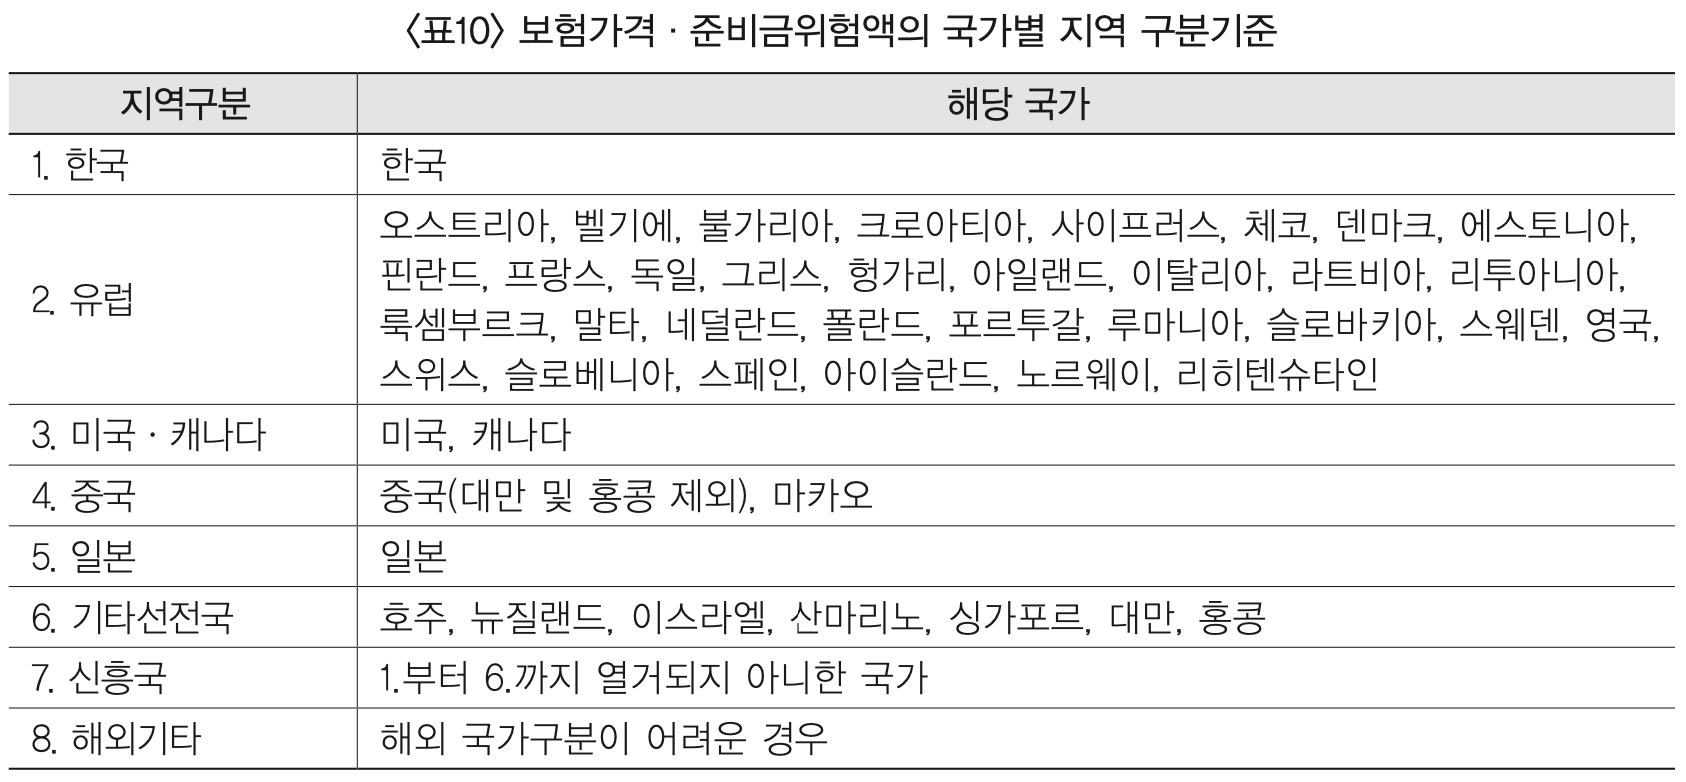 〈표10〉 보험가격 · 준비금위험액의 국가별 지역 구분기준
지역구분 해당 국가
1. 한국 한국
2. 유럽
오스트리아, 벨기에, 불가리아, 크로아티아, 사이프러스, 체코, 덴마크, 에스토니아,
핀란드, 프랑스, 독일, 그리스, 헝가리, 아일랜드, 이탈리아, 라트비아, 리투아니아,
룩셈부르크, 말타, 네덜란드, 폴란드, 포르투갈, 루마니아, 슬로바키아, 스웨덴, 영국,
스위스, 슬로베니아, 스페인, 아이슬란드, 노르웨이, 리히텐슈타인
3. 미국 · 캐나다 미국, 캐나다
4. 중국 중국(대만 및 홍콩 제외), 마카오
5. 일본 일본
6. 기타선전국 호주, 뉴질랜드, 이스라엘, 산마리노, 싱가포르, 대만, 홍콩
7. 신흥국 1.부터 6.까지 열거되지 아니한 국가
8. 해외기타 해외 국가구분이 어려운 경우